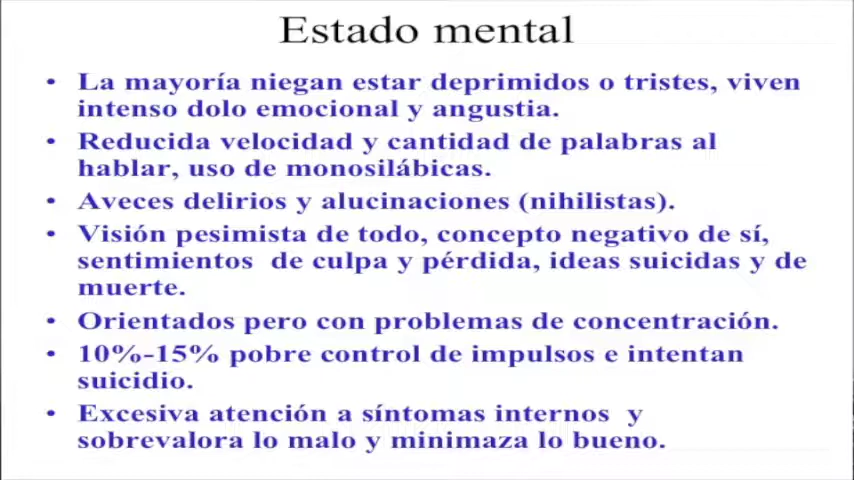 Estado mental
• La mayoría niegan estar deprimidos o tristes, viven
intenso dolo emocional y angustia.
• Reducida velocidad y cantidad de palabras al
hablar, uso de monosilábicas.
• Aveces delirios y alucinaciones (nihilistas).
• Visión pesimista de todo, concepto negativo de sí,
sentimientos de culpa y pérdida, ideas suicidas y de
muerte.
• Orientados pero con problemas de concentración.
• 10%-15% pobre control de impulsos e intentan
suicidio.
• Excesiva atención a síntomas internos y
sobrevalora lo malo y minimaza lo bueno.